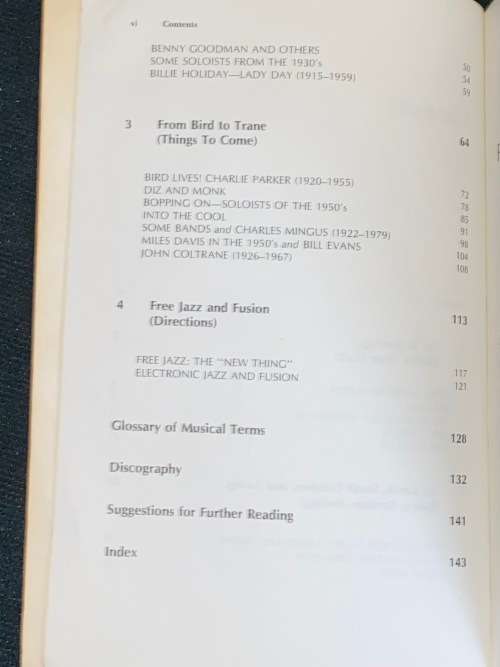 vi Contents
BENNY GOODMAN AND OTHERS 50
SOME SOLOISTS FROM THE 1930's 54
BILLIE HOLIDAY—LADY DAY (1915–1959) 59
3 From Bird to Trane
(Things To Come) 64
BIRD LIVES! CHARLIE PARKER (1920–1955) 72
DIZ AND MONK 78
BOPPING ON—SOLOISTS OF THE 1950's 85
INTO THE COOL 91
SOME BANDS and CHARLES MINGUS (1922–1979) 98
MILES DAVIS IN THE 1950's and BILL EVANS 104
JOHN COLTRANE (1926–1967) 108
4 Free Jazz and Fusion
(Directions) 113
FREE JAZZ: THE "NEW THING" 117
ELECTRONIC JAZZ AND FUSION 121
Glossary of Musical Terms 128
Discography 132
Suggestions for Further Reading 141
Index 143